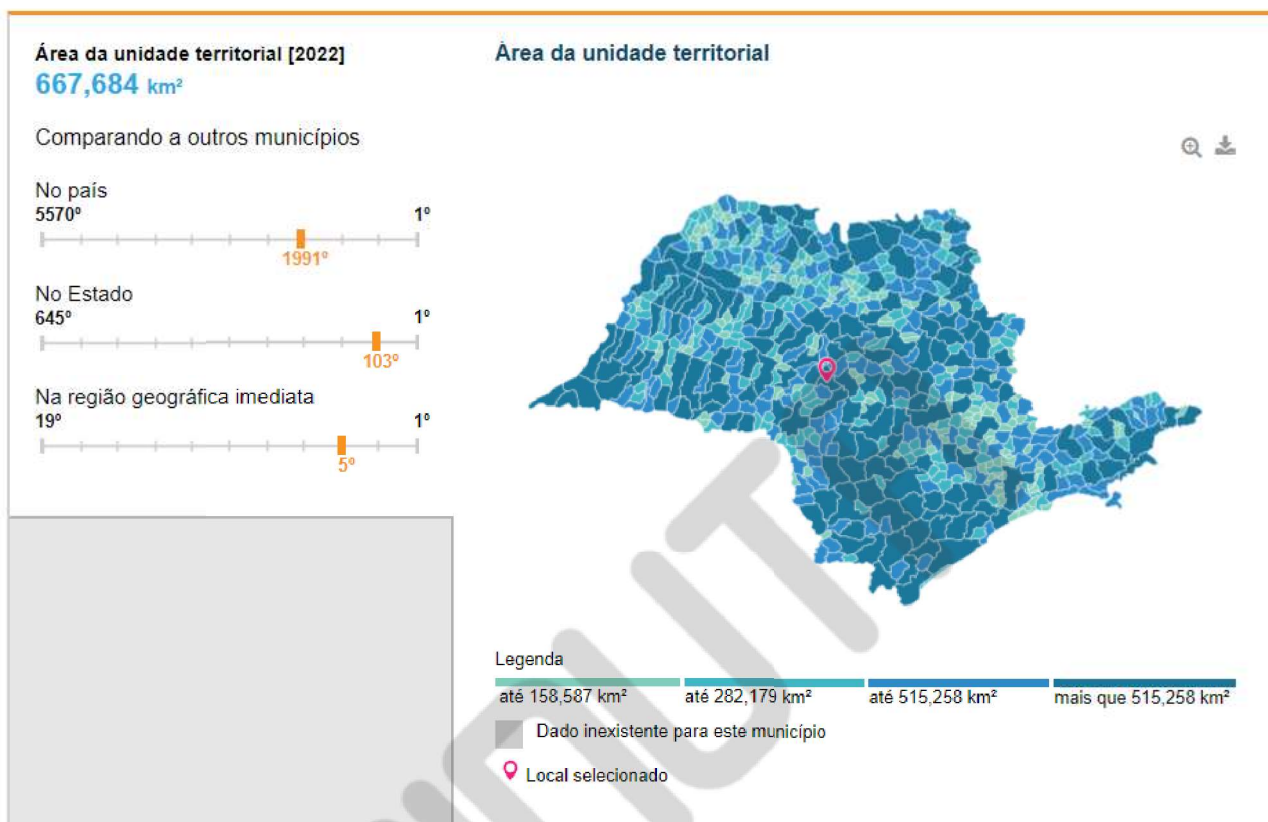 Área da unidade territorial [2022]
667,684 km²
Comparando a outros municípios
No país
5570º 1º
1991º
No Estado
645º 1º
103º
Na região geográfica imediata
19º 1º
5º
Área da unidade territorial
Legenda
até 158,587 km² até 282,179 km² até 515,258 km² mais que 515,258 km²
Dado inexistente para este município
Local selecionado